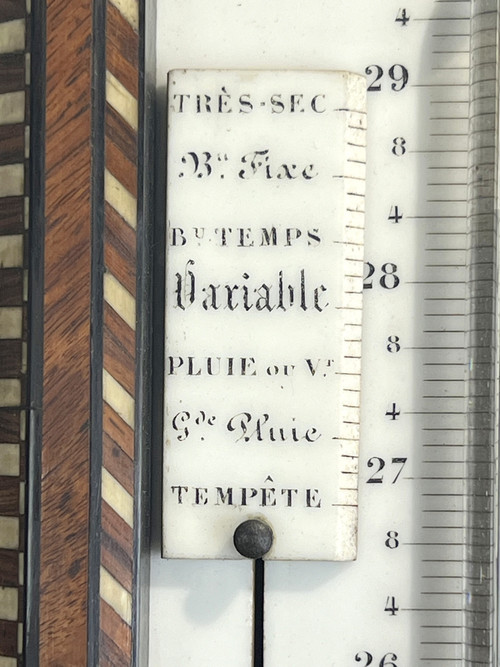 4
29
TRÈS-SEC
8
Bᵘ Fixe
4
Bᵘ TEMPS
28
Variable
8
PLUIE ou Vᵗ
4
Gᵈᵉ Pluie
27
TEMPÊTE
8
4
26